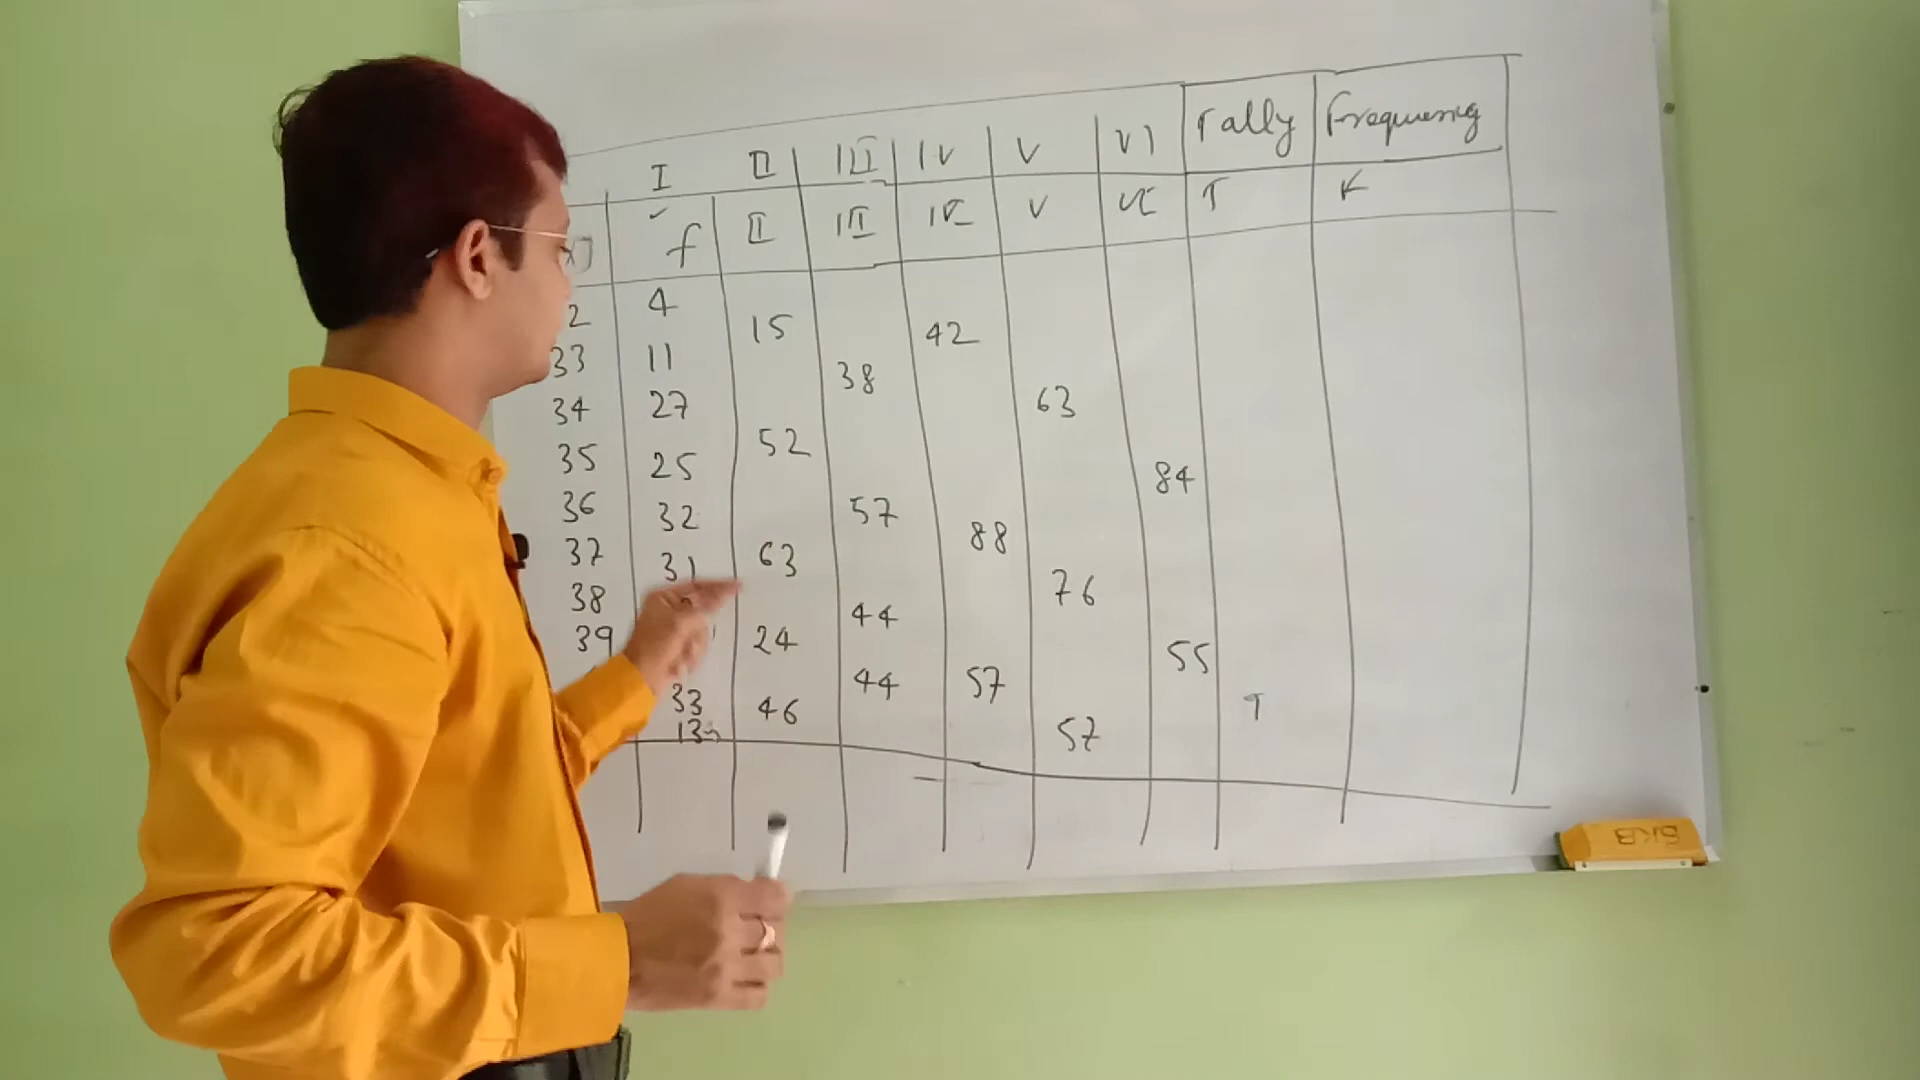 I II III IV V VI Tally Frequency
f II III IV V VI T F
2 4 15 42
33 11 38
34 27 63
35 25 52
36 32 57 84
37 31 63 88
38 44 76
39 24 55
33 46 44 57 T
13 57